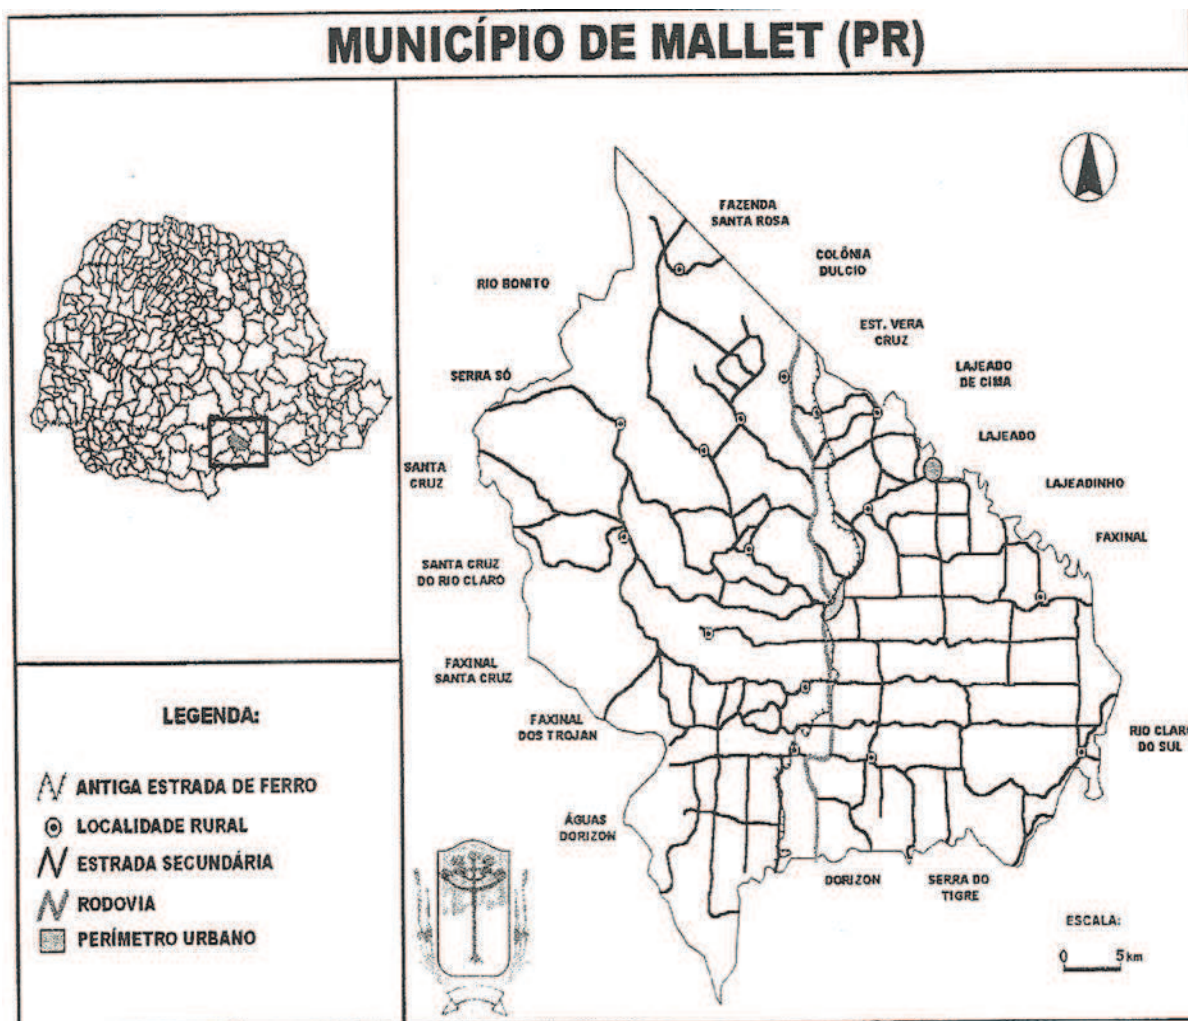 MUNICÍPIO DE MALLET (PR)
FAZENDA
SANTA ROSA
COLÔNIA
DULCIO
RIO BONITO
EST. VERA
CRUZ
LAJEADO
DE CIMA
SERRA SÓ
LAJEADO
SANTA
CRUZ
LAJEADINHO
FAXINAL
SANTA CRUZ
DO RIO CLARO
FAXINAL
SANTA CRUZ
FAXINAL
DOS TROJAN
RIO CLARO
DO SUL
ÁGUAS
DORIZON
DORIZON
SERRA DO
TIGRE
ESCALA:
0 5 km
LEGENDA:
ANTIGA ESTRADA DE FERRO
LOCALIDADE RURAL
ESTRADA SECUNDÁRIA
RODOVIA
PERÍMETRO URBANO